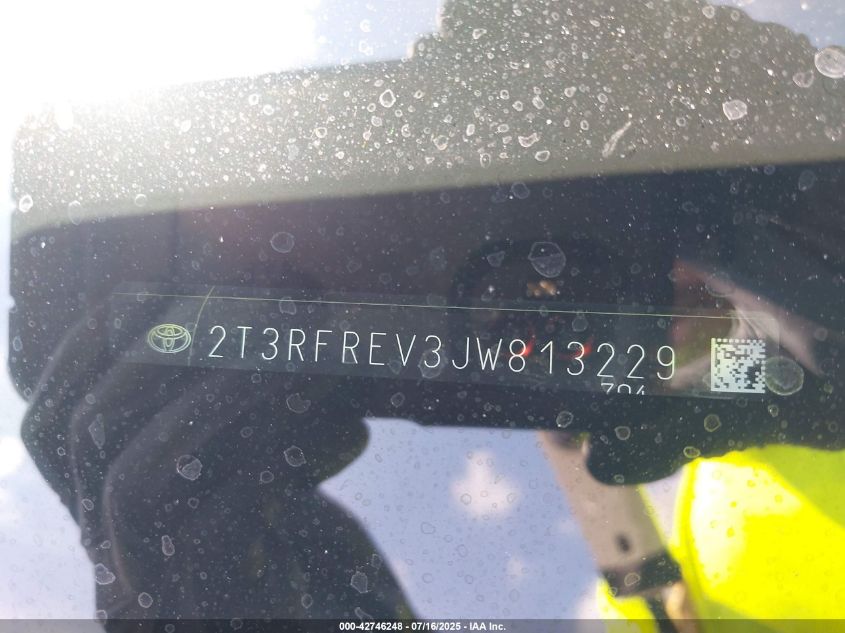 2T3RFREV3JW813229
000-42746248 - 07/16/2025 - IAA Inc.